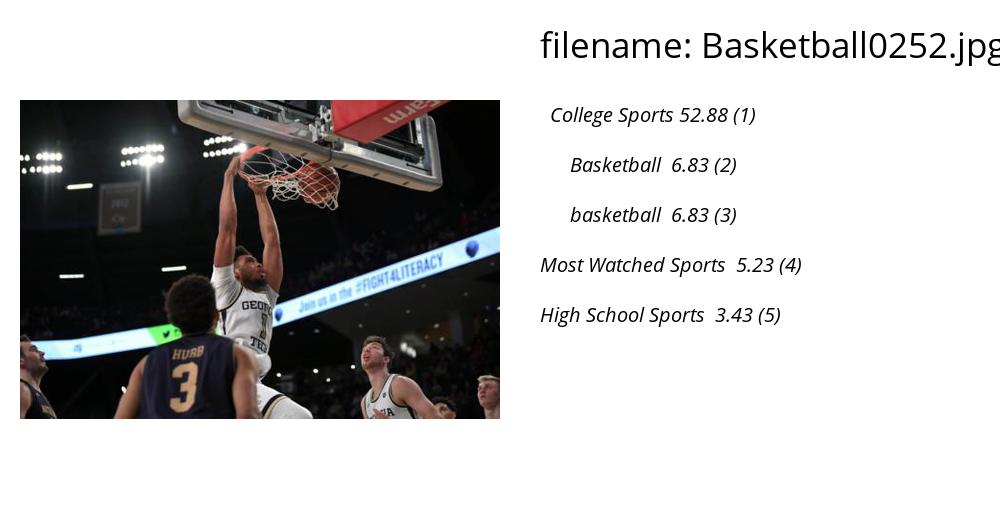 filename: Basketball0252.jpg
College Sports 52.88 (1)
Basketball 6.83 (2)
basketball 6.83 (3)
Most Watched Sports 5.23 (4)
High School Sports 3.43 (5)
Farm
Join us in the #FIGHT4LITERACY
TECH
HUBB
3